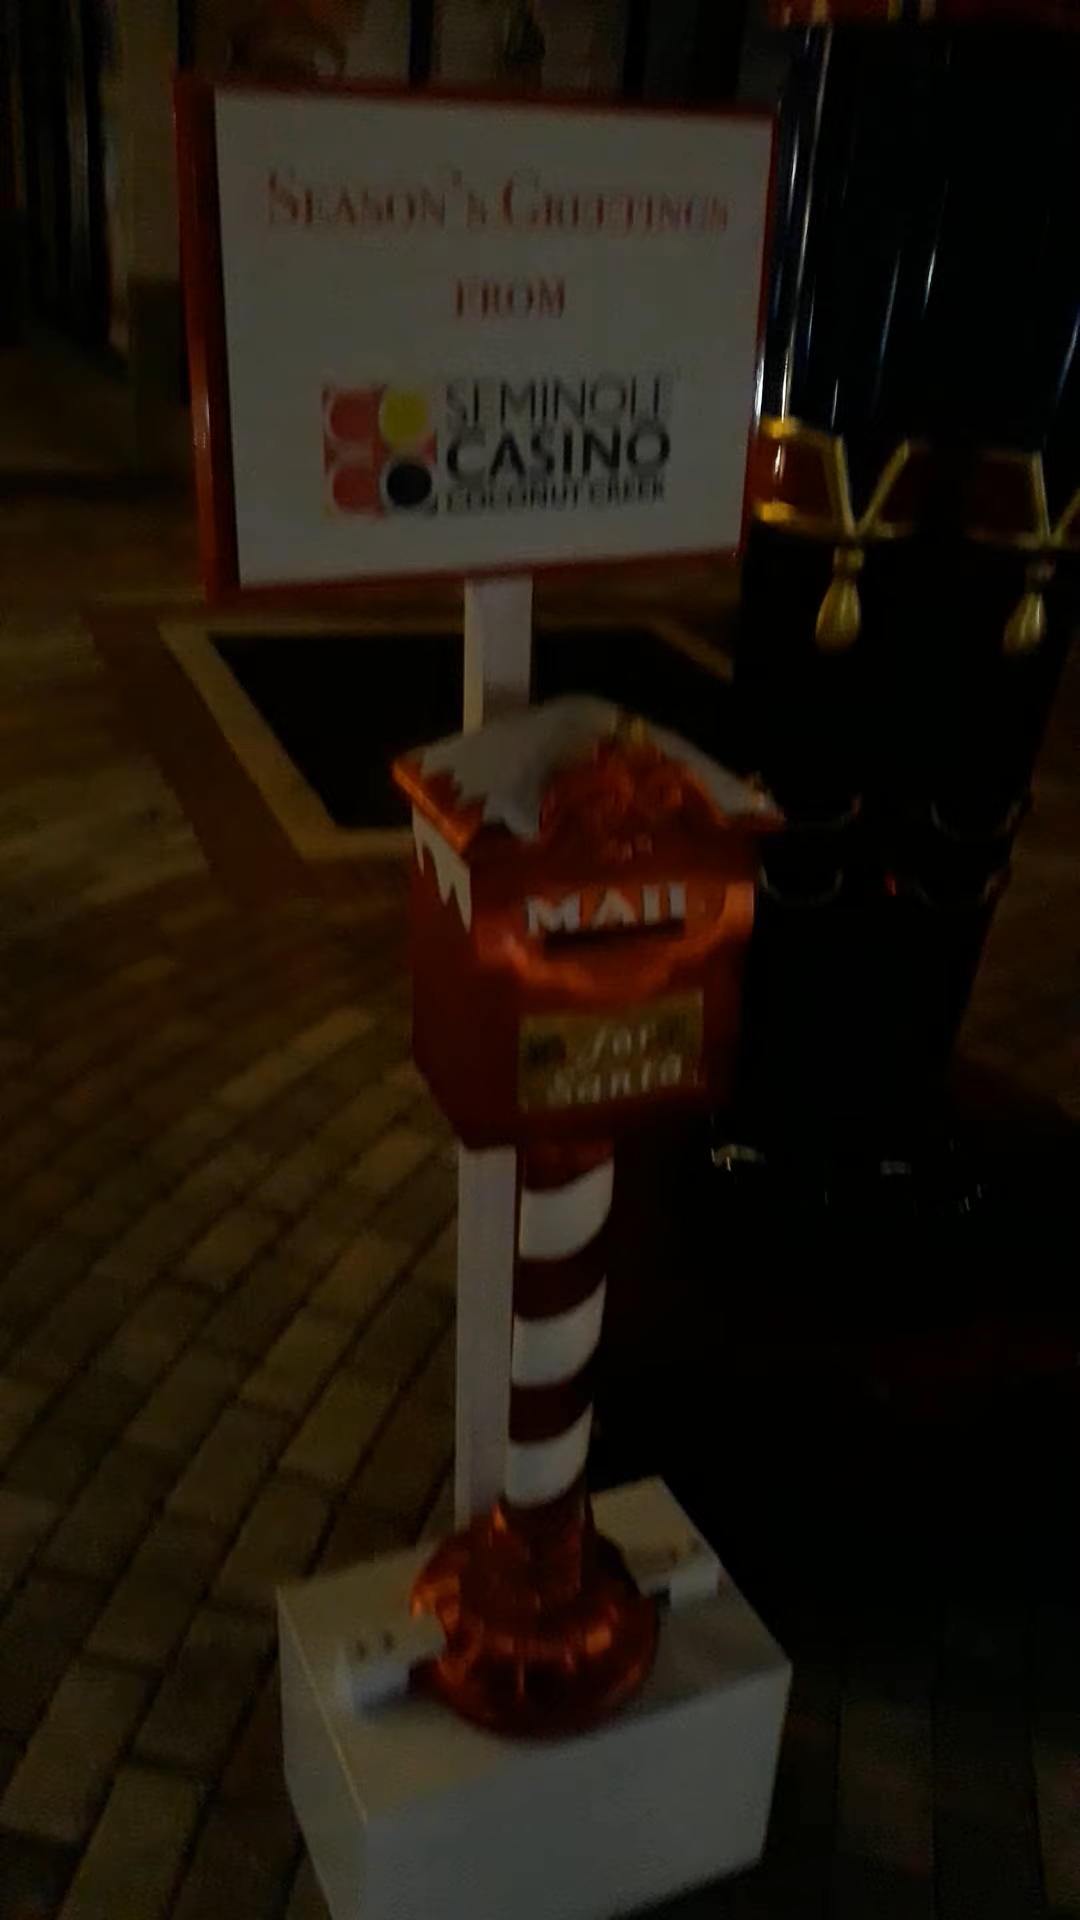 SEASON'S GREETINGS
FROM
SEMINOLE
CASINO
COCONUT CREEK
MAIL
for
Santa